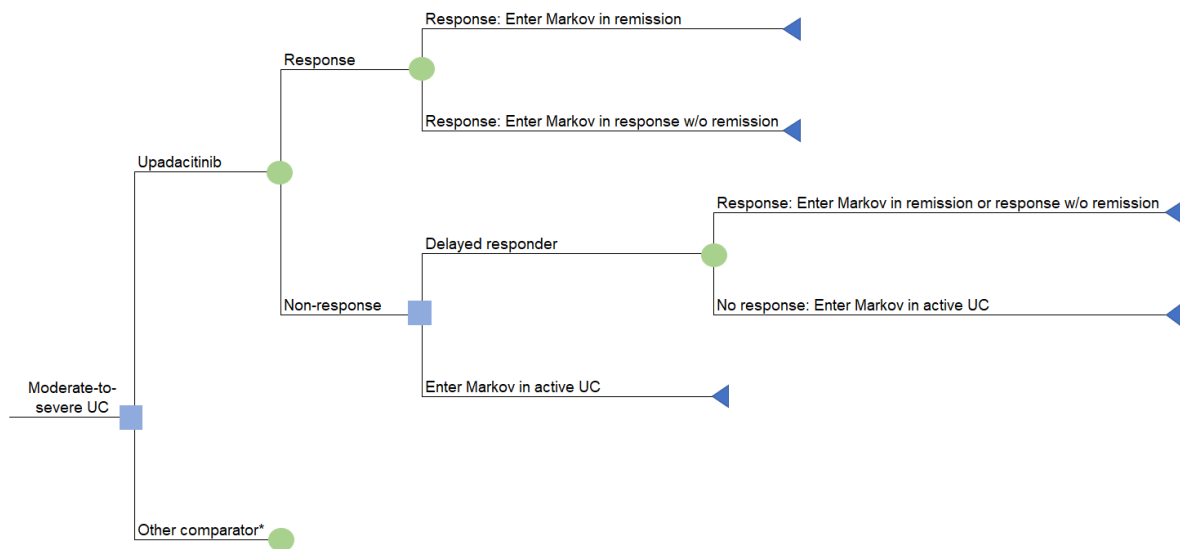 Response: Enter Markov in remission
Response
Response: Enter Markov in response w/o remission
Upadacitinib
Response: Enter Markov in remission or response w/o remission
Delayed responder
Non-response
No response: Enter Markov in active UC
Enter Markov in active UC
Moderate-to-
severe UC
Other comparator*